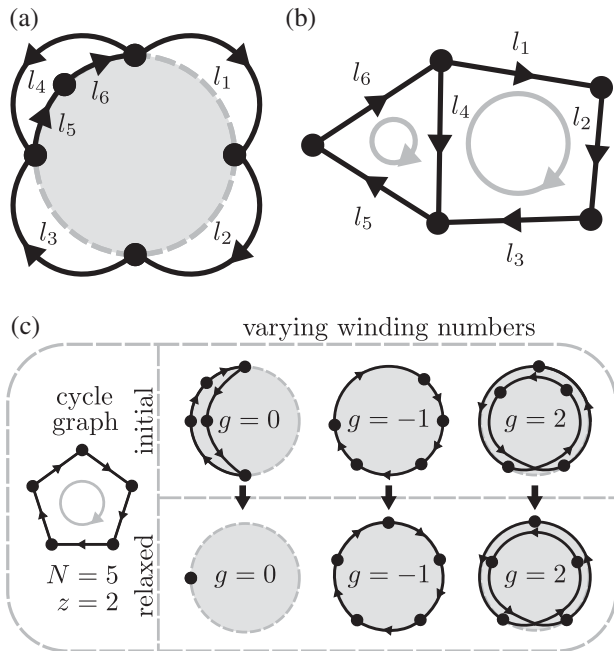 (a)
l₁
l₂
l₃
l₄
l₅
l₆
(b)
l₁
l₂
l₃
l₄
l₅
l₆
(c)
varying winding numbers
cycle
graph
N = 5
z = 2
initial
g = 0
g = −1
g = 2
relaxed
g = 0
g = −1
g = 2